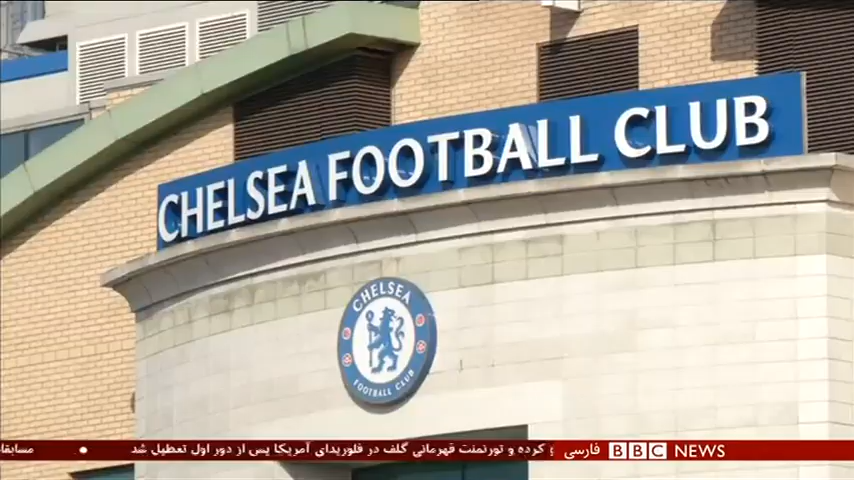 CHELSEA FOOTBALL CLUB
CHELSEA
FOOTBALL CLUB
و کرده و تورنمنت قهرمانی گلف در فلوریدای آمریکا پس از دور اول تعطیل شد • مسابقا
فارسی BBC NEWS